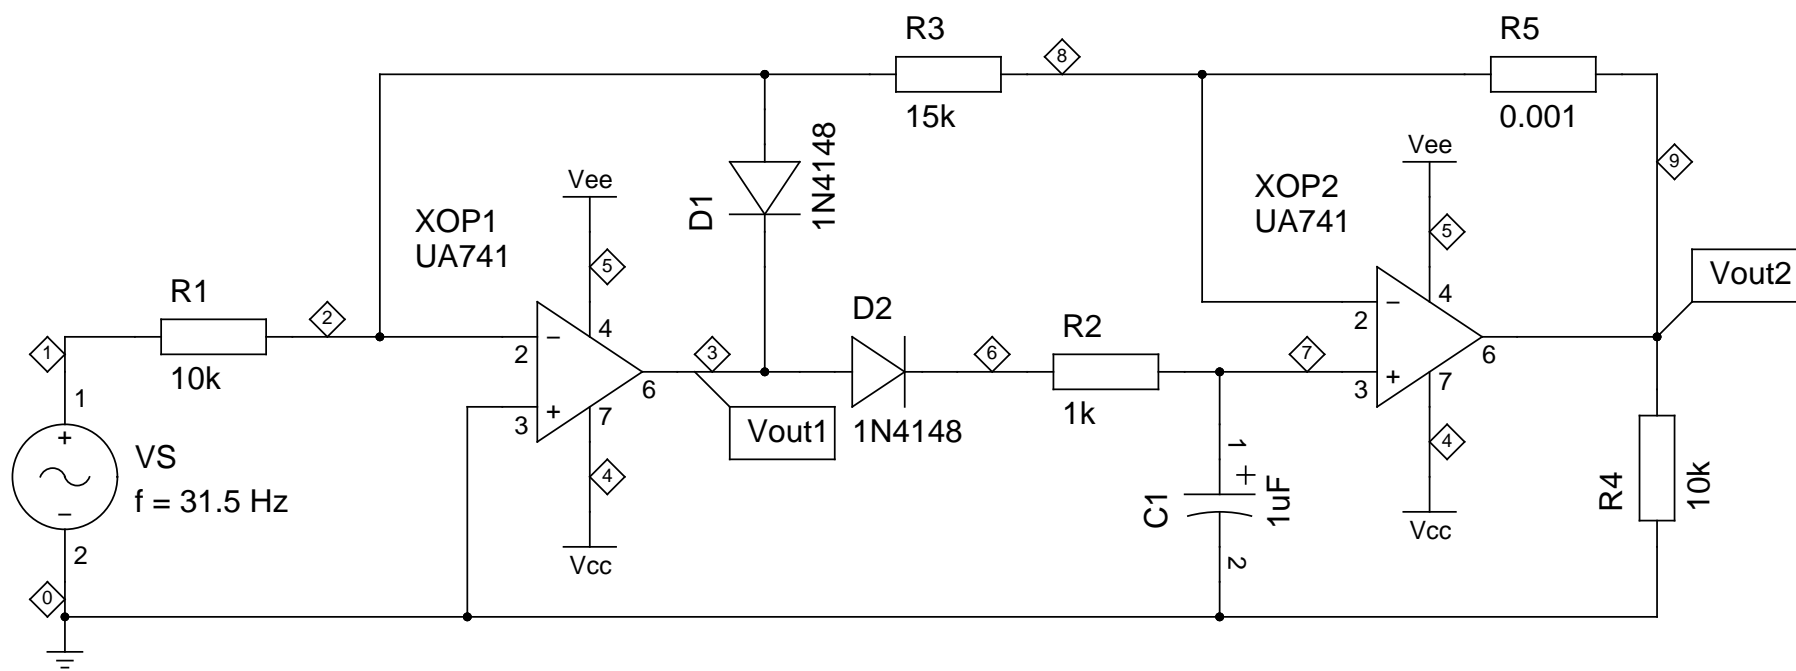 R3
8
R5
15k
0.001
1N4148
D1
Vee
Vee
9
XOP1
UA741
XOP2
UA741
5
5
R1
2
4
4
Vout2
−
2
−
2
D2
R2
1
3
6
7
6
6
10k
+
3
7
+
3
7
1
Vout1
1N4148
1k
4
1
+
VS
f = 31.5 Hz
+
−
4
C1
1uF
R4
10k
Vcc
Vcc
2
2
0